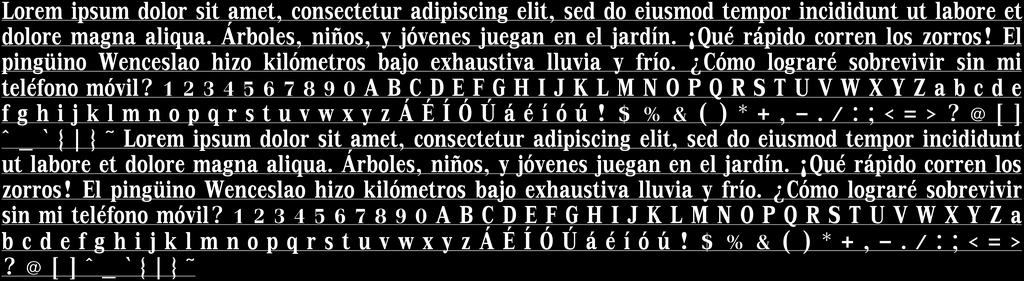 Lorem ipsum dolor sit amet, consectetur adipiscing elit, sed do eiusmod tempor incididunt ut labore et
dolore magna aliqua. Árboles, niños, y jóvenes juegan en el jardín. ¡Qué rápido corren los zorros! El
pingüino Wenceslao hizo kilómetros bajo exhaustiva lluvia y frío. ¿Cómo lograré sobrevivir sin mi
teléfono móvil? 1 2 3 4 5 6 7 8 9 0 A B C D E F G H I J K L M N O P Q R S T U V W X Y Z a b c d e
f g h i j k l m n o p q r s t u v w x y z Á É Í Ó Ú á é í ó ú ! $ % & ( ) * + , – . / : ; < = > ? @ [ ]
^ _ ` { | } ~ Lorem ipsum dolor sit amet, consectetur adipiscing elit, sed do eiusmod tempor incididunt
ut labore et dolore magna aliqua. Árboles, niños, y jóvenes juegan en el jardín. ¡Qué rápido corren los
zorros! El pingüino Wenceslao hizo kilómetros bajo exhaustiva lluvia y frío. ¿Cómo lograré sobrevivir
sin mi teléfono móvil? 1 2 3 4 5 6 7 8 9 0 A B C D E F G H I J K L M N O P Q R S T U V W X Y Z a
b c d e f g h i j k l m n o p q r s t u v w x y z Á É Í Ó Ú á é í ó ú ! $ % & ( ) * + , – . / : ; < = >
? @ [ ] ^ _ ` { | } ~